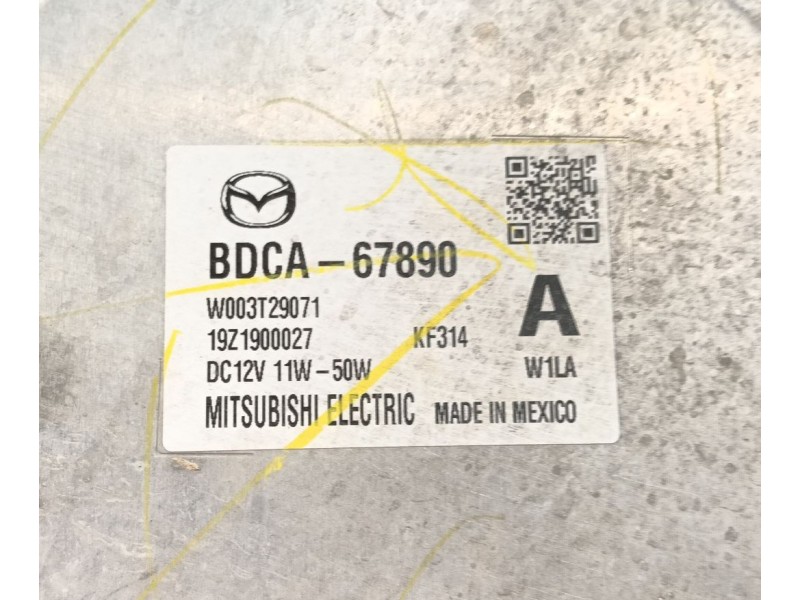 BDCA-67890
W003T29071
19Z1900027 KF314
A
DC12V 11W-50W W1LA
MITSUBISHI ELECTRIC MADE IN MEXICO